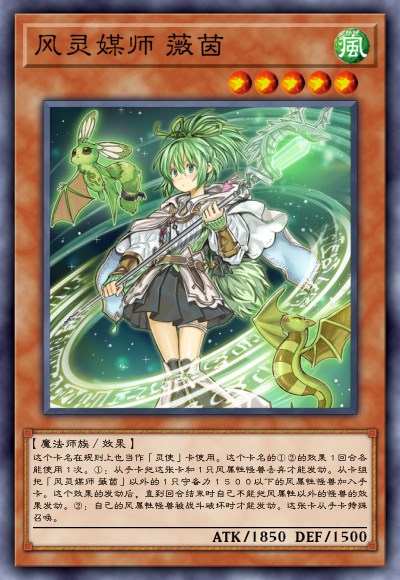 风灵媒师 薇茵
風
【魔法师族／效果】
这个卡名在规则上也当作「灵使」卡使用。这个卡名的①②的效果1回合各
能使用1次。①：从手卡把这张卡和1只风属性怪兽丢弃才能发动。从卡组
把「风灵媒师 薇茵」以外的1只守备力1500以下的风属性怪兽加入手
卡。这个效果的发动后，直到回合结束时自己不能把风属性以外的怪兽的效
果发动。②：自己的风属性怪兽被战斗破坏时才能发动。这张卡从手卡特殊
召唤。
ATK/1850 DEF/1500